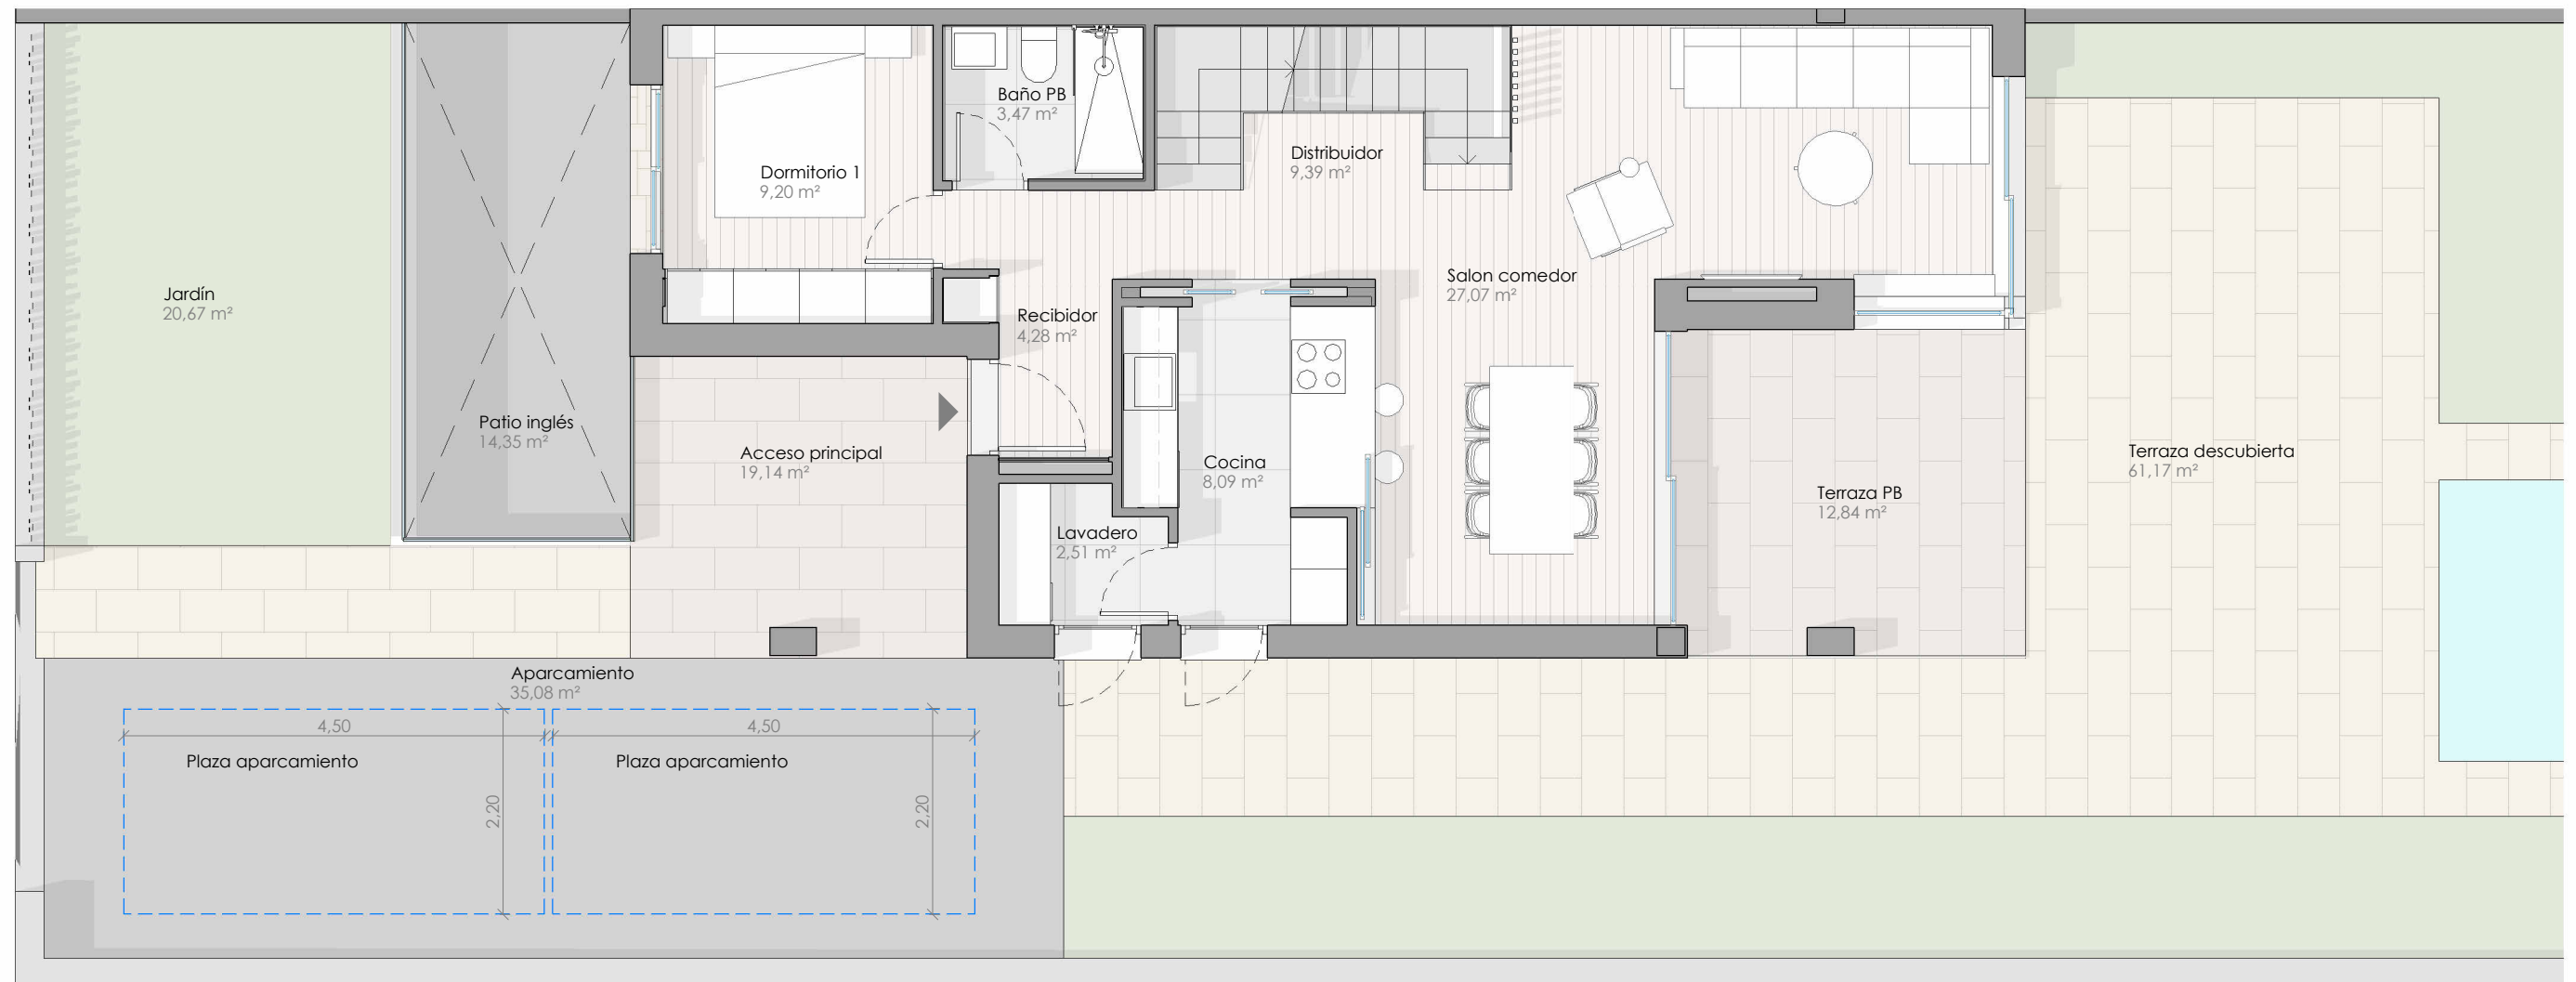 Baño PB
3,47 m²
Dormitorio 1
9,20 m²
Distribuidor
9,39 m²
Salon comedor
27,07 m²
Jardín
20,67 m²
Recibidor
4,28 m²
Patio inglés
14,35 m²
Acceso principal
19,14 m²
Cocina
8,09 m²
Terraza descubierta
61,17 m²
Terraza PB
12,84 m²
Lavadero
2,51 m²
Aparcamiento
35,08 m²
4,50
4,50
Plaza aparcamiento
Plaza aparcamiento
2,20
2,20